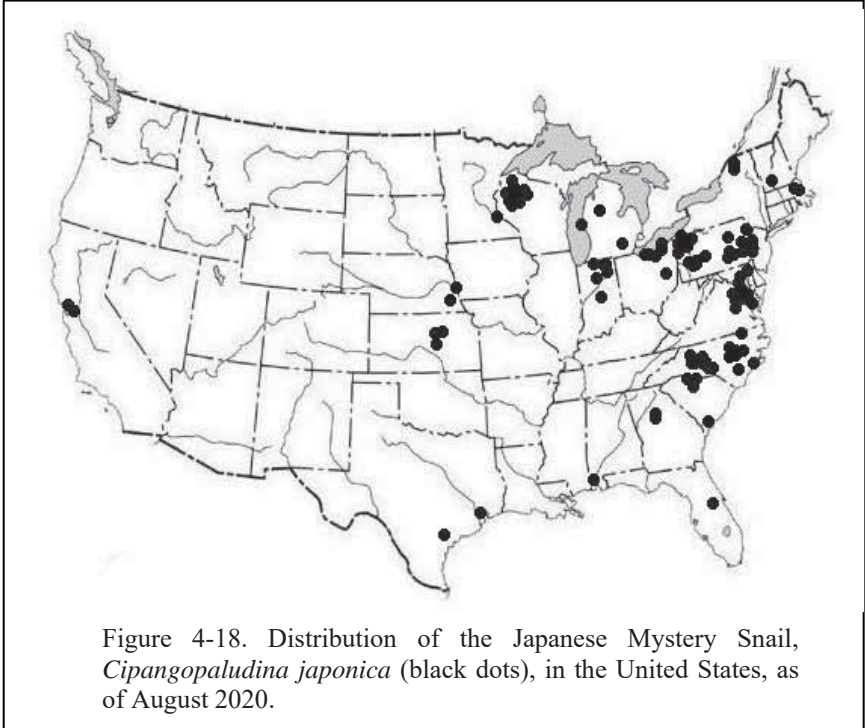 Figure 4-18. Distribution of the Japanese Mystery Snail,
Cipangopaludina japonica (black dots), in the United States, as
of August 2020.